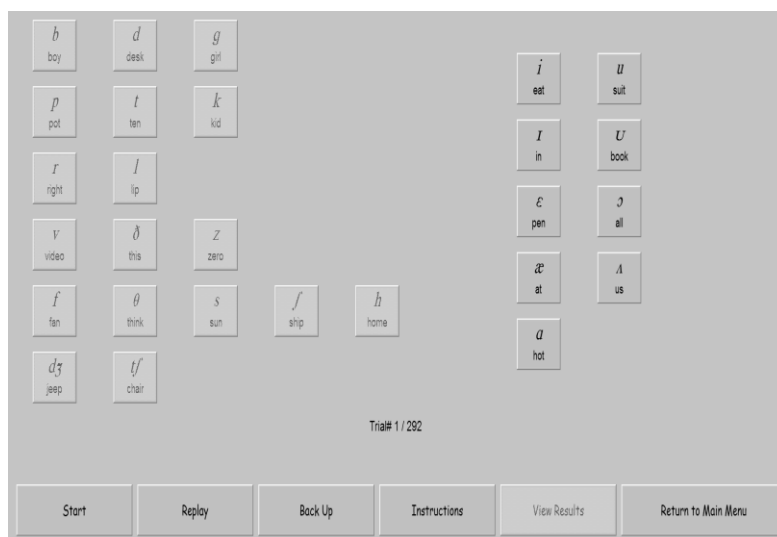 b d g
boy desk girl
i u
eat suit
p t k
pot ten kid
ɪ ʊ
in book
r l
right lip
ɛ ɔ
pen all
v ð z
video this zero
æ ʌ
at us
f θ s ʃ h
fan think sun ship home
a
hot
dʒ tʃ
jeep chair
Trial# 1 / 292
Start Replay Back Up Instructions View Results Return to Main Menu